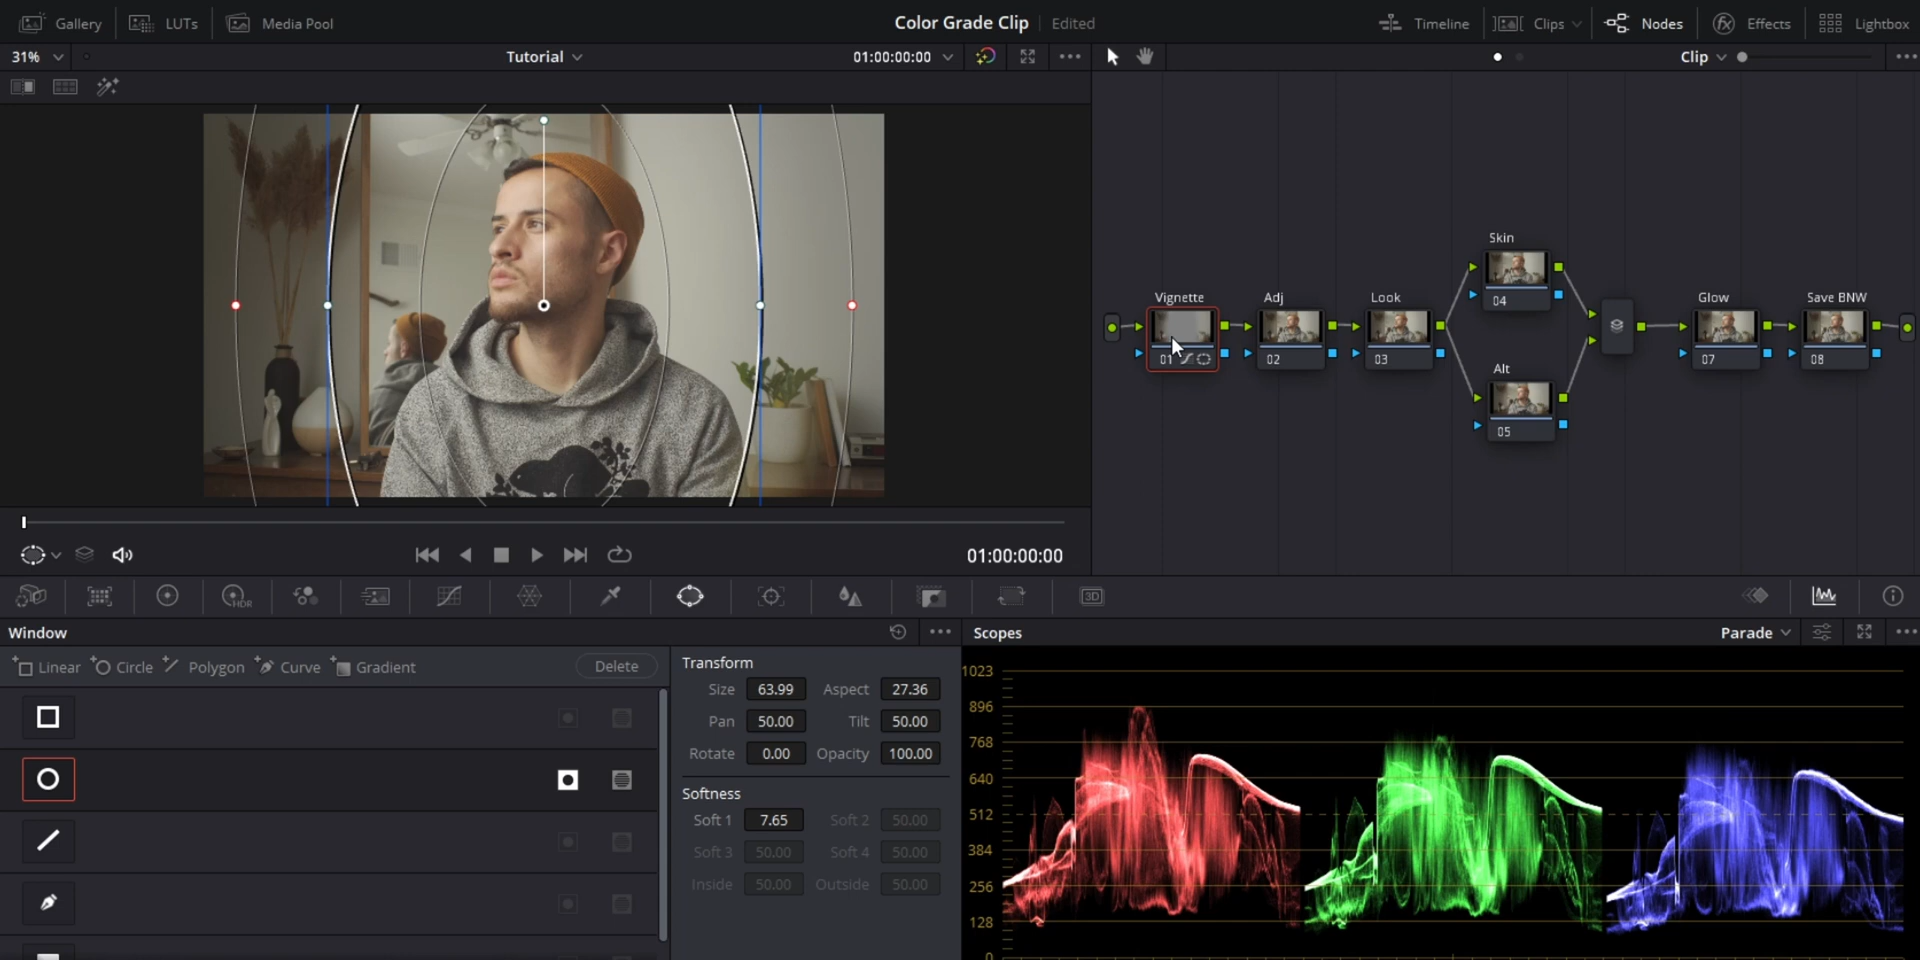 Gallery LUTs Media Pool Color Grade Clip Edited Timeline Clips Nodes Effects Lightbox
31% Tutorial 01:00:00:00 Clip
Skin
04
Vignette Adj Look Glow Save BNW
01 02 03 07 08
Alt
05
01:00:00:00
HDR 3D
Window
Linear Circle Polygon Curve Gradient Delete
Transform
Size 63.99 Aspect 27.36
Pan 50.00 Tilt 50.00
Rotate 0.00 Opacity 100.00
Softness
Soft 1 7.65 Soft 2 50.00
Soft 3 50.00 Soft 4 50.00
Inside 50.00 Outside 50.00
Scopes Parade
1023
896
768
640
512
384
256
128
0